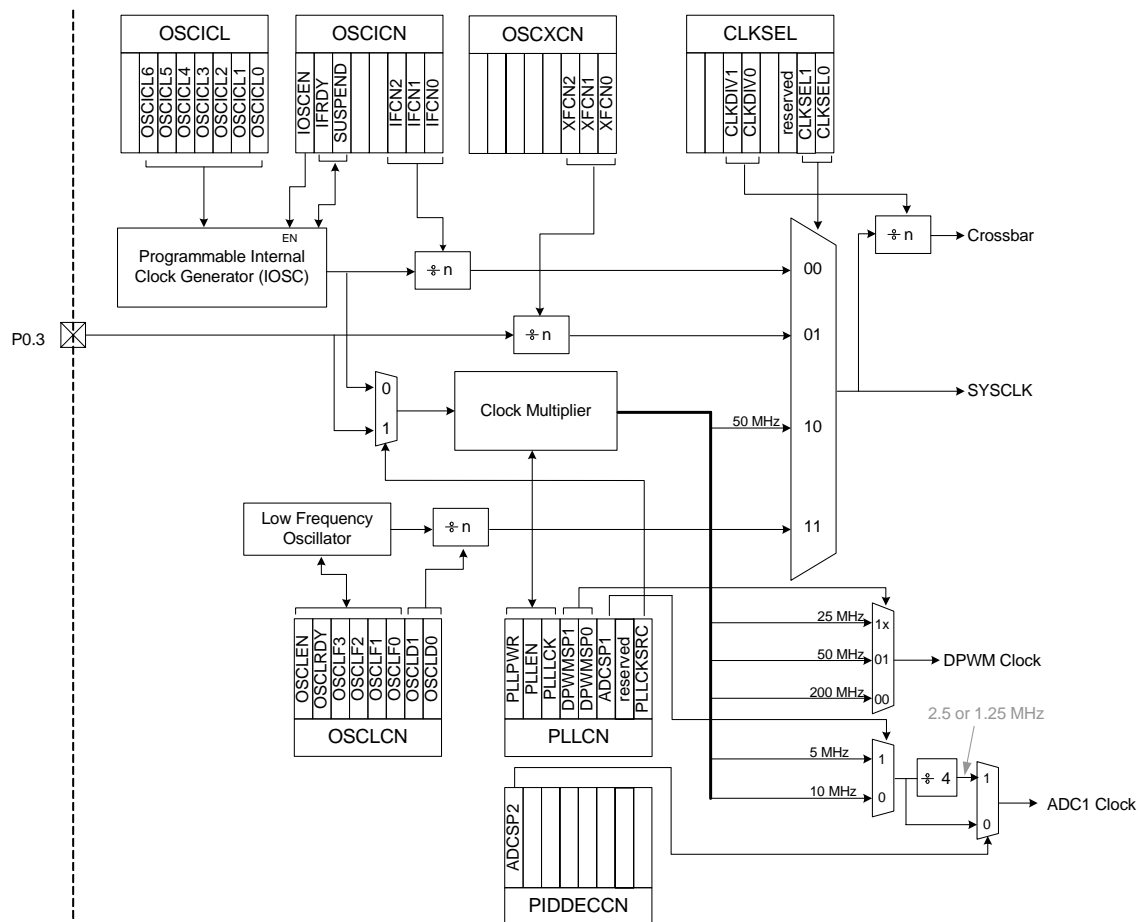 OSCICL
OSCICN
OSCXCN
CLKSEL
OSCICL6
OSCICL5
OSCICL4
OSCICL3
OSCICL2
OSCICL1
OSCICL0
IOSCEN
IFRDY
SUSPEND
IFCN2
IFCN1
IFCN0
XFCN2
XFCN1
XFCN0
CLKDIV1
CLKDIV0
reserved
CLKSEL1
CLKSEL0
EN
Programmable Internal
Clock Generator (IOSC)
÷ n
00
÷ n
Crossbar
P0.3
÷ n
01
0
1
Clock Multiplier
50 MHz
10
SYSCLK
Low Frequency
Oscillator
÷ n
11
OSCLEN
OSCLRDY
OSCLF3
OSCLF2
OSCLF1
OSCLF0
OSCLD1
OSCLD0
OSCLCN
PLLPWR
PLLEN
PLLLCK
DPWMSP1
DPWMSP0
ADCSP1
reserved
PLLCKSRC
PLLCN
25 MHz
1x
50 MHz
01
DPWM Clock
200 MHz
00
2.5 or 1.25 MHz
5 MHz
1
÷ 4
1
10 MHz
0
0
ADC1 Clock
ADCSP2
PIDDECCN